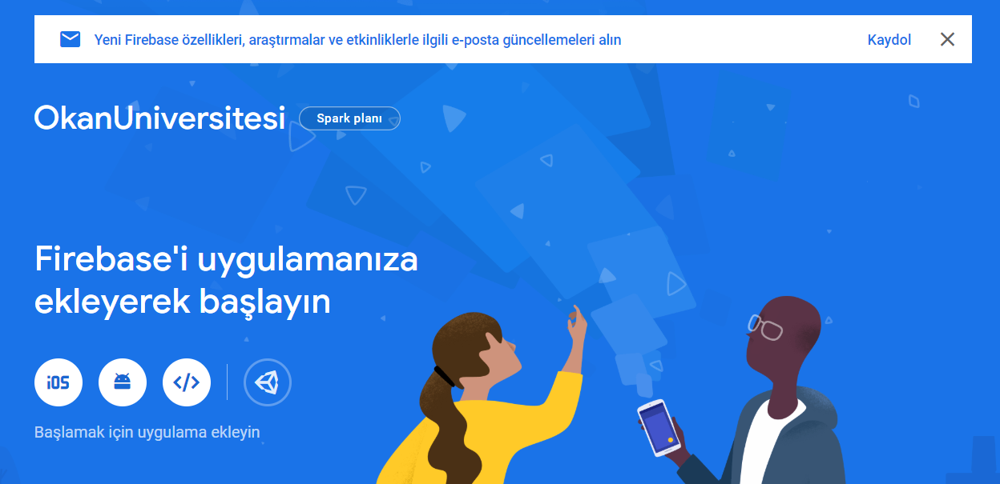 Yeni Firebase özellikleri, araştırmalar ve etkinliklerle ilgili e-posta güncellemeleri alın
Kaydol
OkanUniversitesi
Spark planı
Firebase'i uygulamanıza
ekleyerek başlayın
iOS
</>
Başlamak için uygulama ekleyin